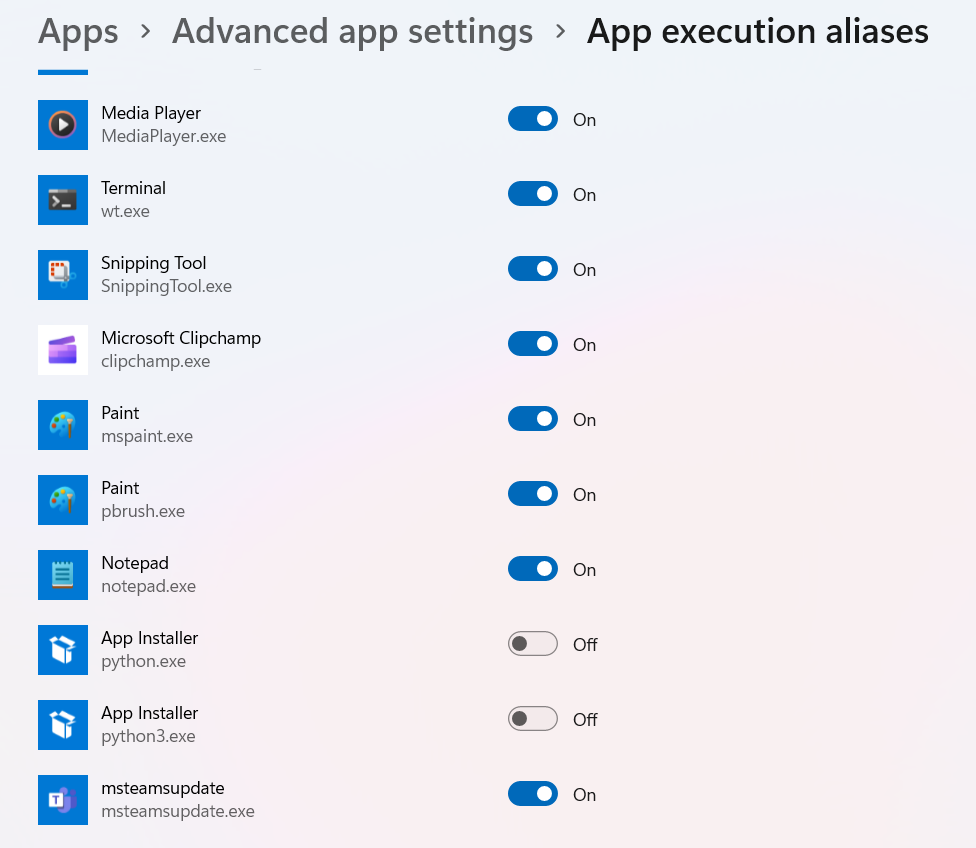 Apps > Advanced app settings > App execution aliases
Media Player
MediaPlayer.exe
On
Terminal
wt.exe
On
Snipping Tool
SnippingTool.exe
On
Microsoft Clipchamp
clipchamp.exe
On
Paint
mspaint.exe
On
Paint
pbrush.exe
On
Notepad
notepad.exe
On
App Installer
python.exe
Off
App Installer
python3.exe
Off
msteamsupdate
msteamsupdate.exe
On